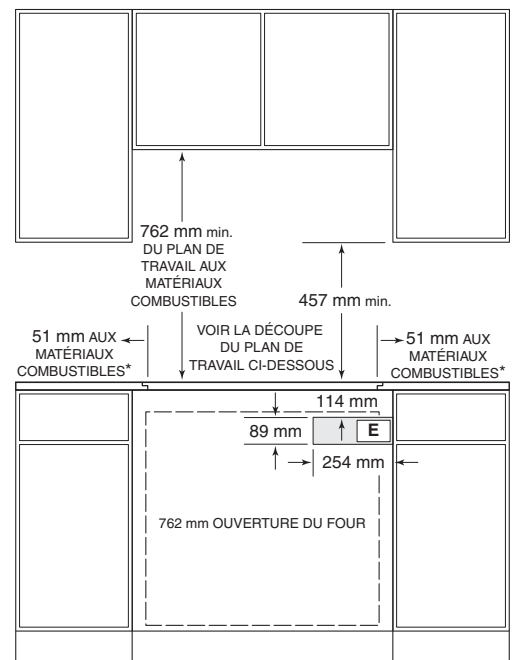 762 mm min.
DU PLAN DE
TRAVAIL AUX
MATÉRIAUX
COMBUSTIBLES
457 mm min.
51 mm AUX
MATÉRIAUX
COMBUSTIBLES*
VOIR LA DÉCOUPE
DU PLAN DE
TRAVAIL CI-DESSOUS
51 mm AUX
MATÉRIAUX
COMBUSTIBLES*
114 mm
89 mm
E
254 mm
762 mm OUVERTURE DU FOUR